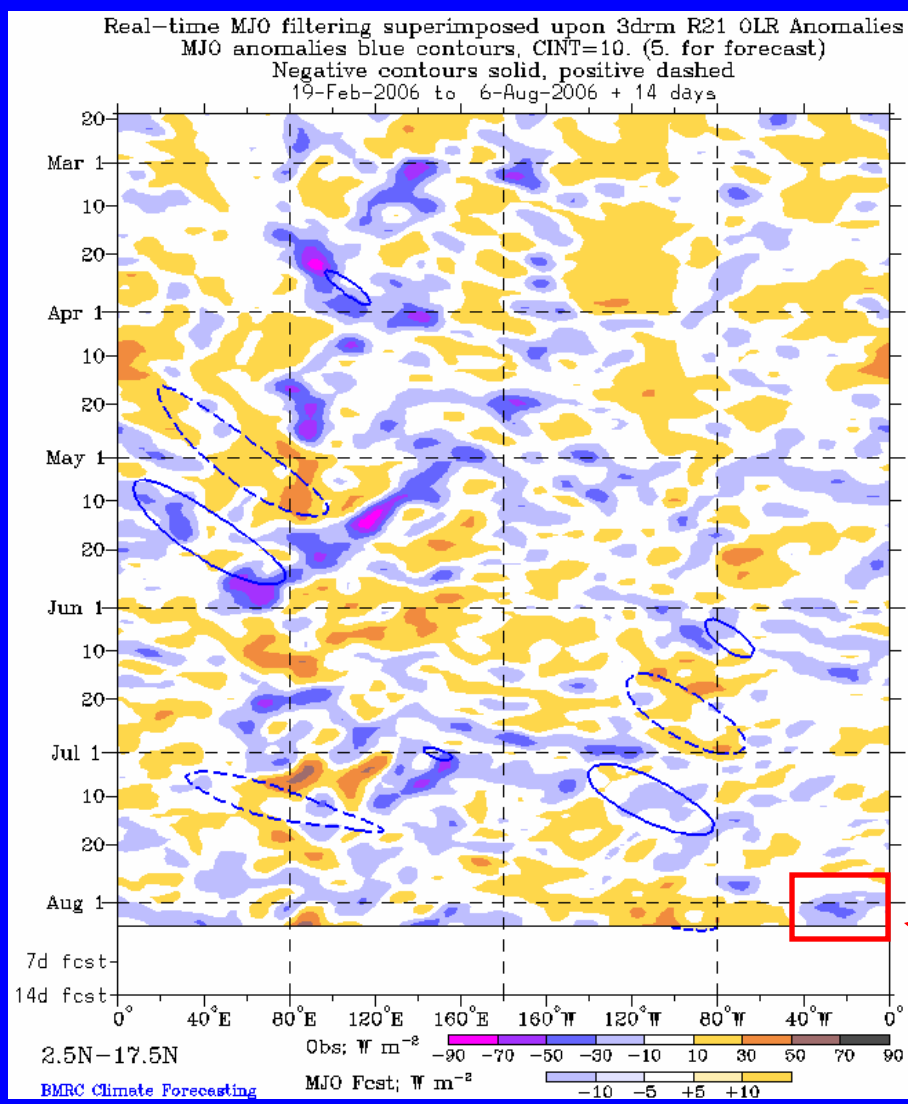 Real-time MJO filtering superimposed upon 3drm R21 OLR Anomalies
MJO anomalies blue contours, CINT=10. (5. for forecast)
Negative contours solid, positive dashed
19-Feb-2006 to 6-Aug-2006 + 14 days
20
Mar 1
10
20
Apr 1
10
20
May 1
10
20
Jun 1
10
20
Jul 1
10
20
Aug 1
7d fcst
14d fcst
0° 40°E 80°E 120°E 160°E 160°W 120°W 80°W 40°W 0°
2.5N-17.5N
Obs; W m-2 -90 -70 -50 -30 -10 10 30 50 70 90
MJO Fcst; W m-2 -10 -5 +5 +10
BMRC Climate Forecasting